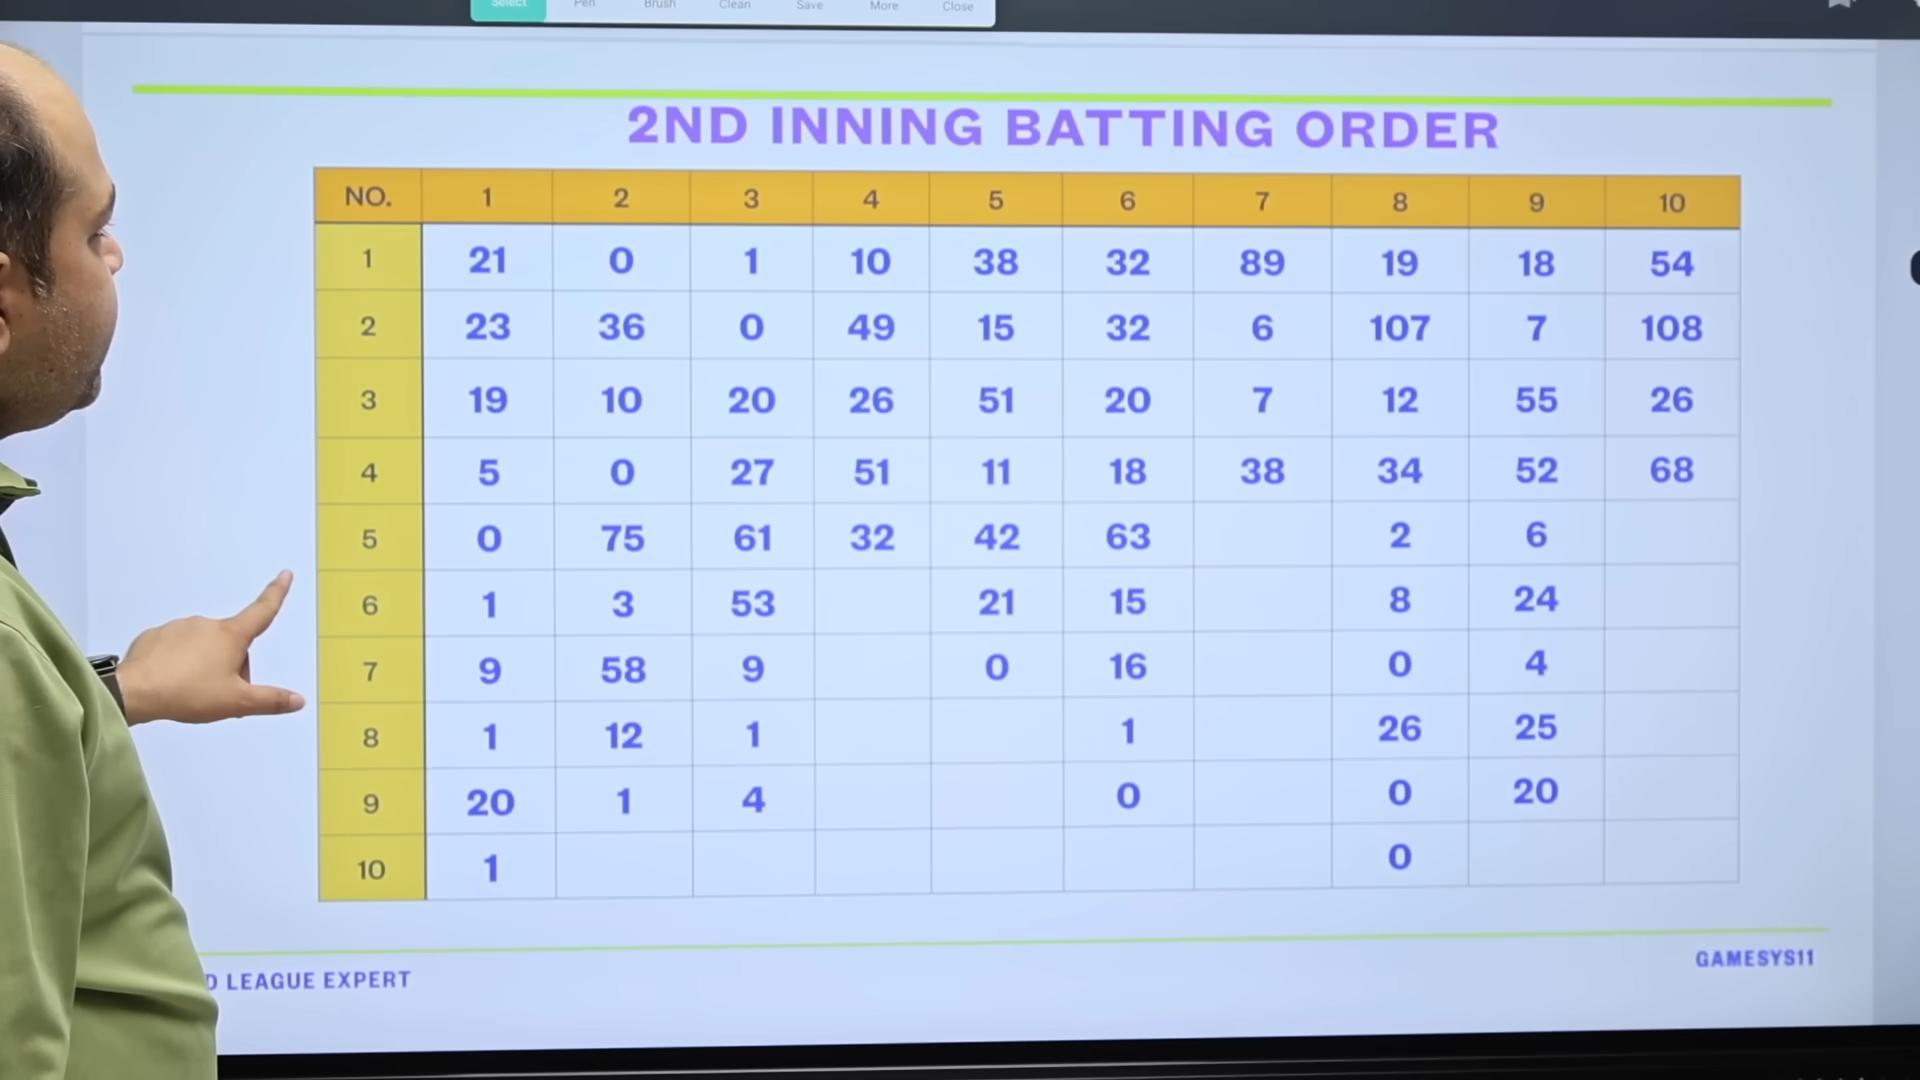 Select Pen Brush Clean Save More Close
2ND INNING BATTING ORDER
NO. 1 2 3 4 5 6 7 8 9 10
1 21 0 1 10 38 32 89 19 18 54
2 23 36 0 49 15 32 6 107 7 108
3 19 10 20 26 51 20 7 12 55 26
4 5 0 27 51 11 18 38 34 52 68
5 0 75 61 32 42 63 2 6
6 1 3 53 21 15 8 24
7 9 58 9 0 16 0 4
8 1 12 1 1 26 25
9 20 1 4 0 0 20
10 1 0
LEAGUE EXPERT
GAMESYS11